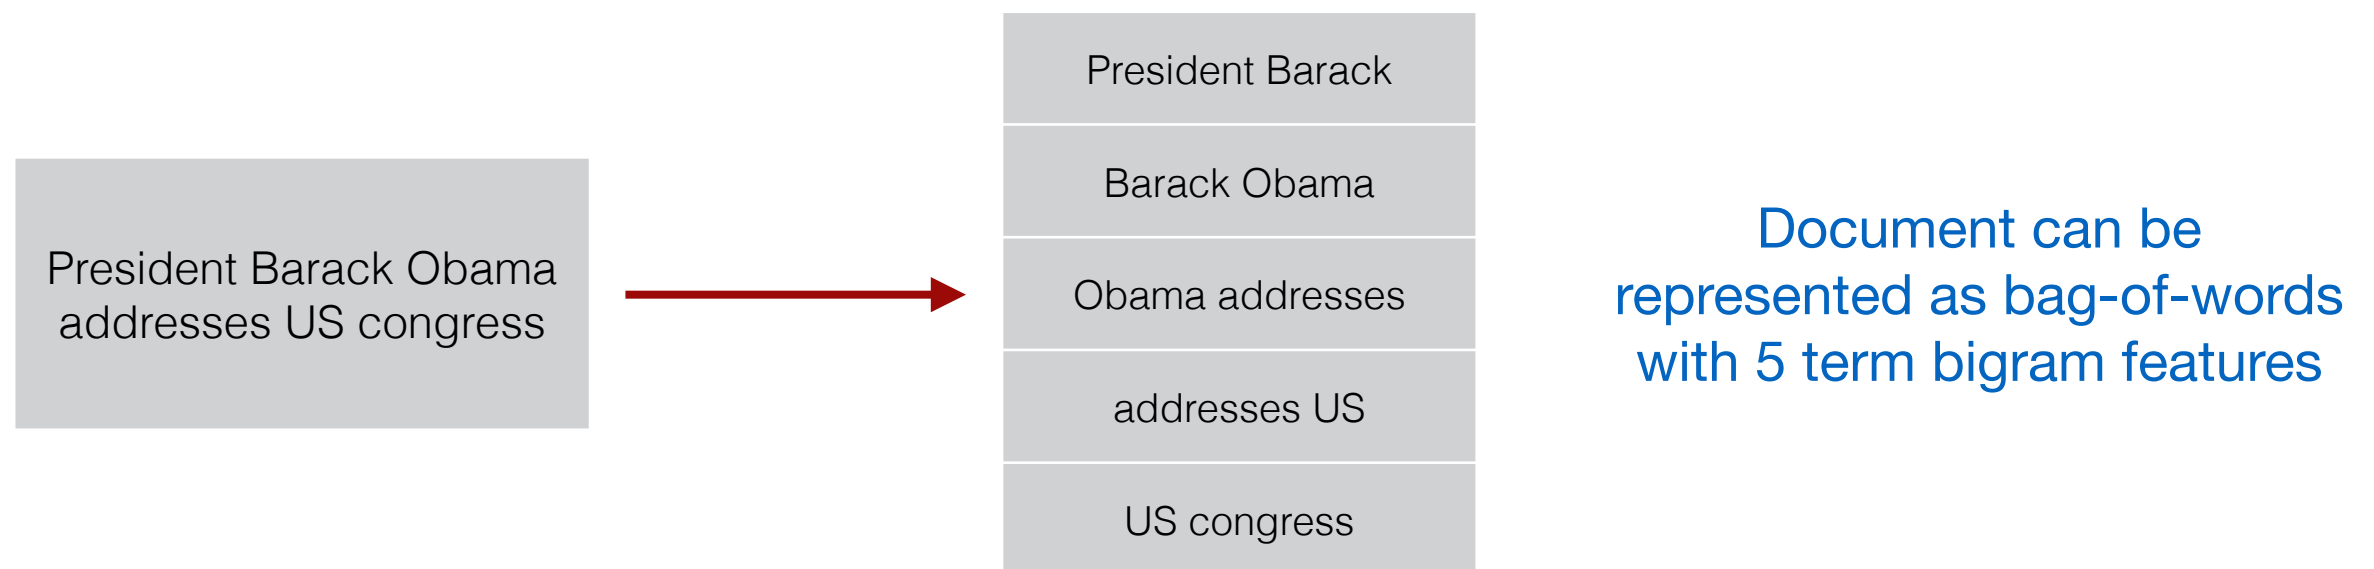 President Barack Obama
addresses US congress
President Barack
Barack Obama
Obama addresses
addresses US
US congress
Document can be
represented as bag-of-words
with 5 term bigram features